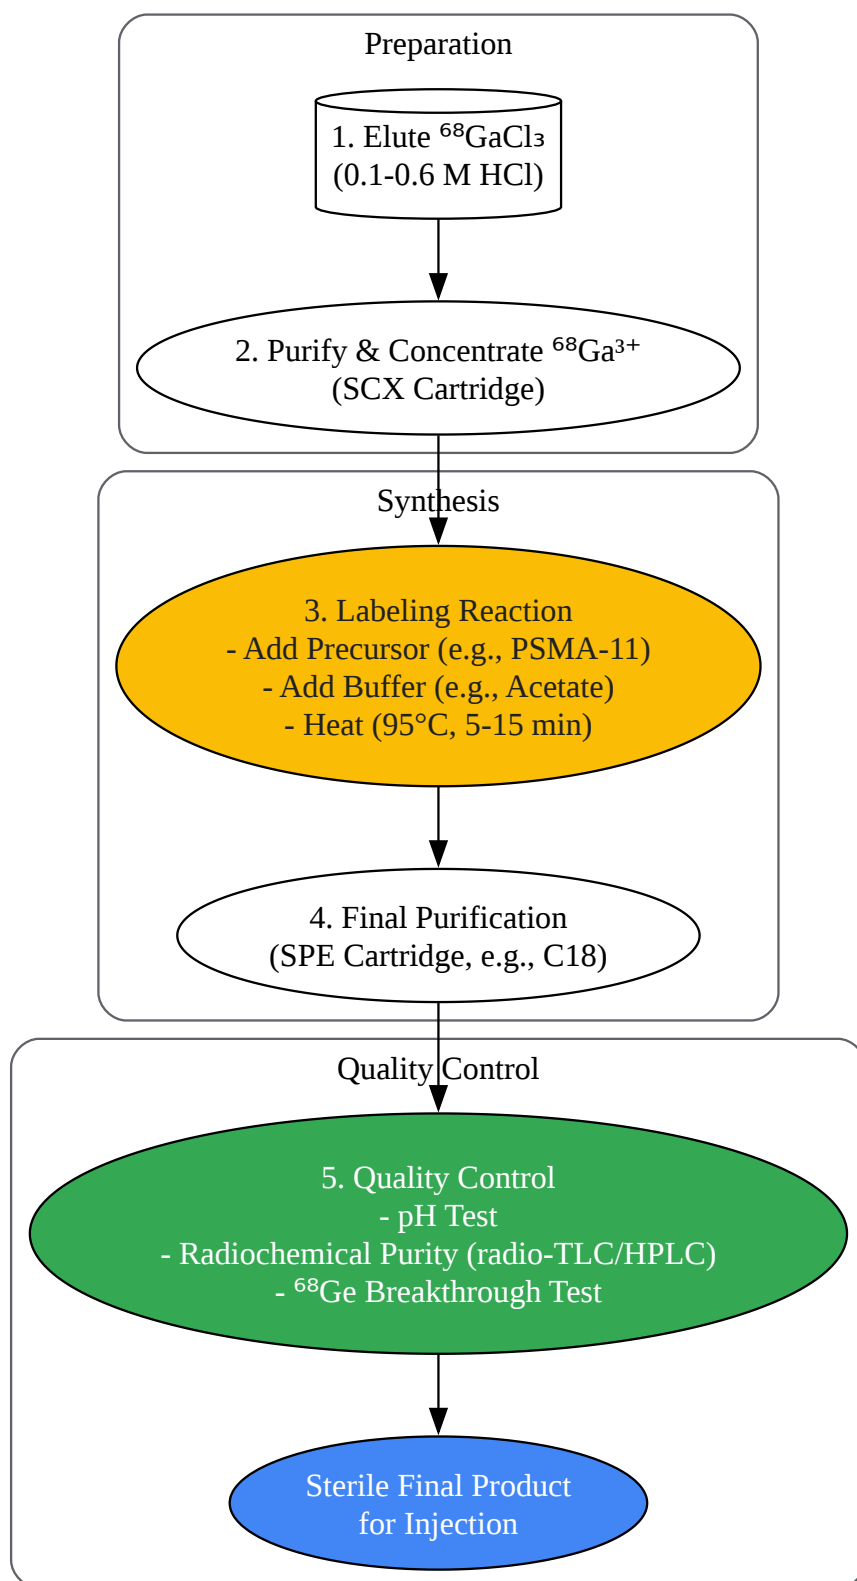 Preparation
1. Elute ⁶⁸GaCl₃
(0.1-0.6 M HCl)
2. Purify & Concentrate ⁶⁸Ga³⁺
(SCX Cartridge)
Synthesis
3. Labeling Reaction
- Add Precursor (e.g., PSMA-11)
- Add Buffer (e.g., Acetate)
- Heat (95°C, 5-15 min)
4. Final Purification
(SPE Cartridge, e.g., C18)
Quality Control
5. Quality Control
- pH Test
- Radiochemical Purity (radio-TLC/HPLC)
- ⁶⁸Ge Breakthrough Test
Sterile Final Product
for Injection